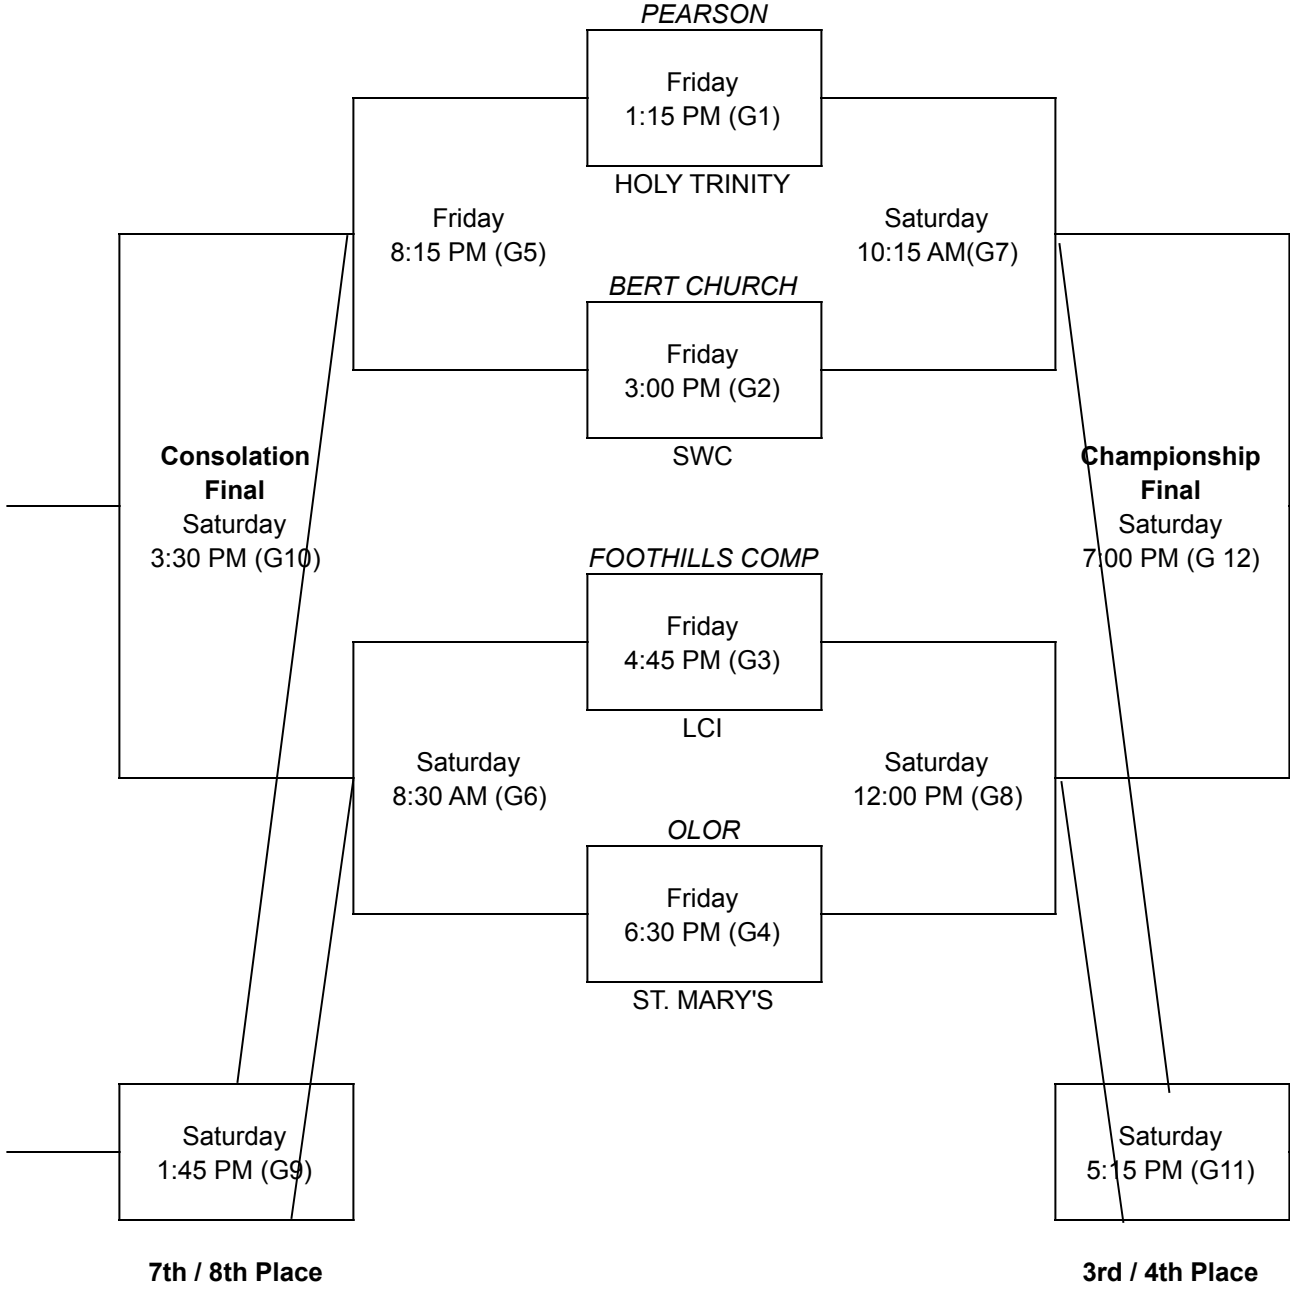 PEARSON
Friday
1:15 PM (G1)
HOLY TRINITY
Friday
8:15 PM (G5)
Saturday
10:15 AM(G7)
BERT CHURCH
Friday
3:00 PM (G2)
SWC
Consolation
Final
Saturday
3:30 PM (G10)
Championship
Final
Saturday
7:00 PM (G 12)
FOOTHILLS COMP
Friday
4:45 PM (G3)
LCI
Saturday
8:30 AM (G6)
Saturday
12:00 PM (G8)
OLOR
Friday
6:30 PM (G4)
ST. MARY'S
Saturday
1:45 PM (G9)
Saturday
5:15 PM (G11)
7th / 8th Place
3rd / 4th Place